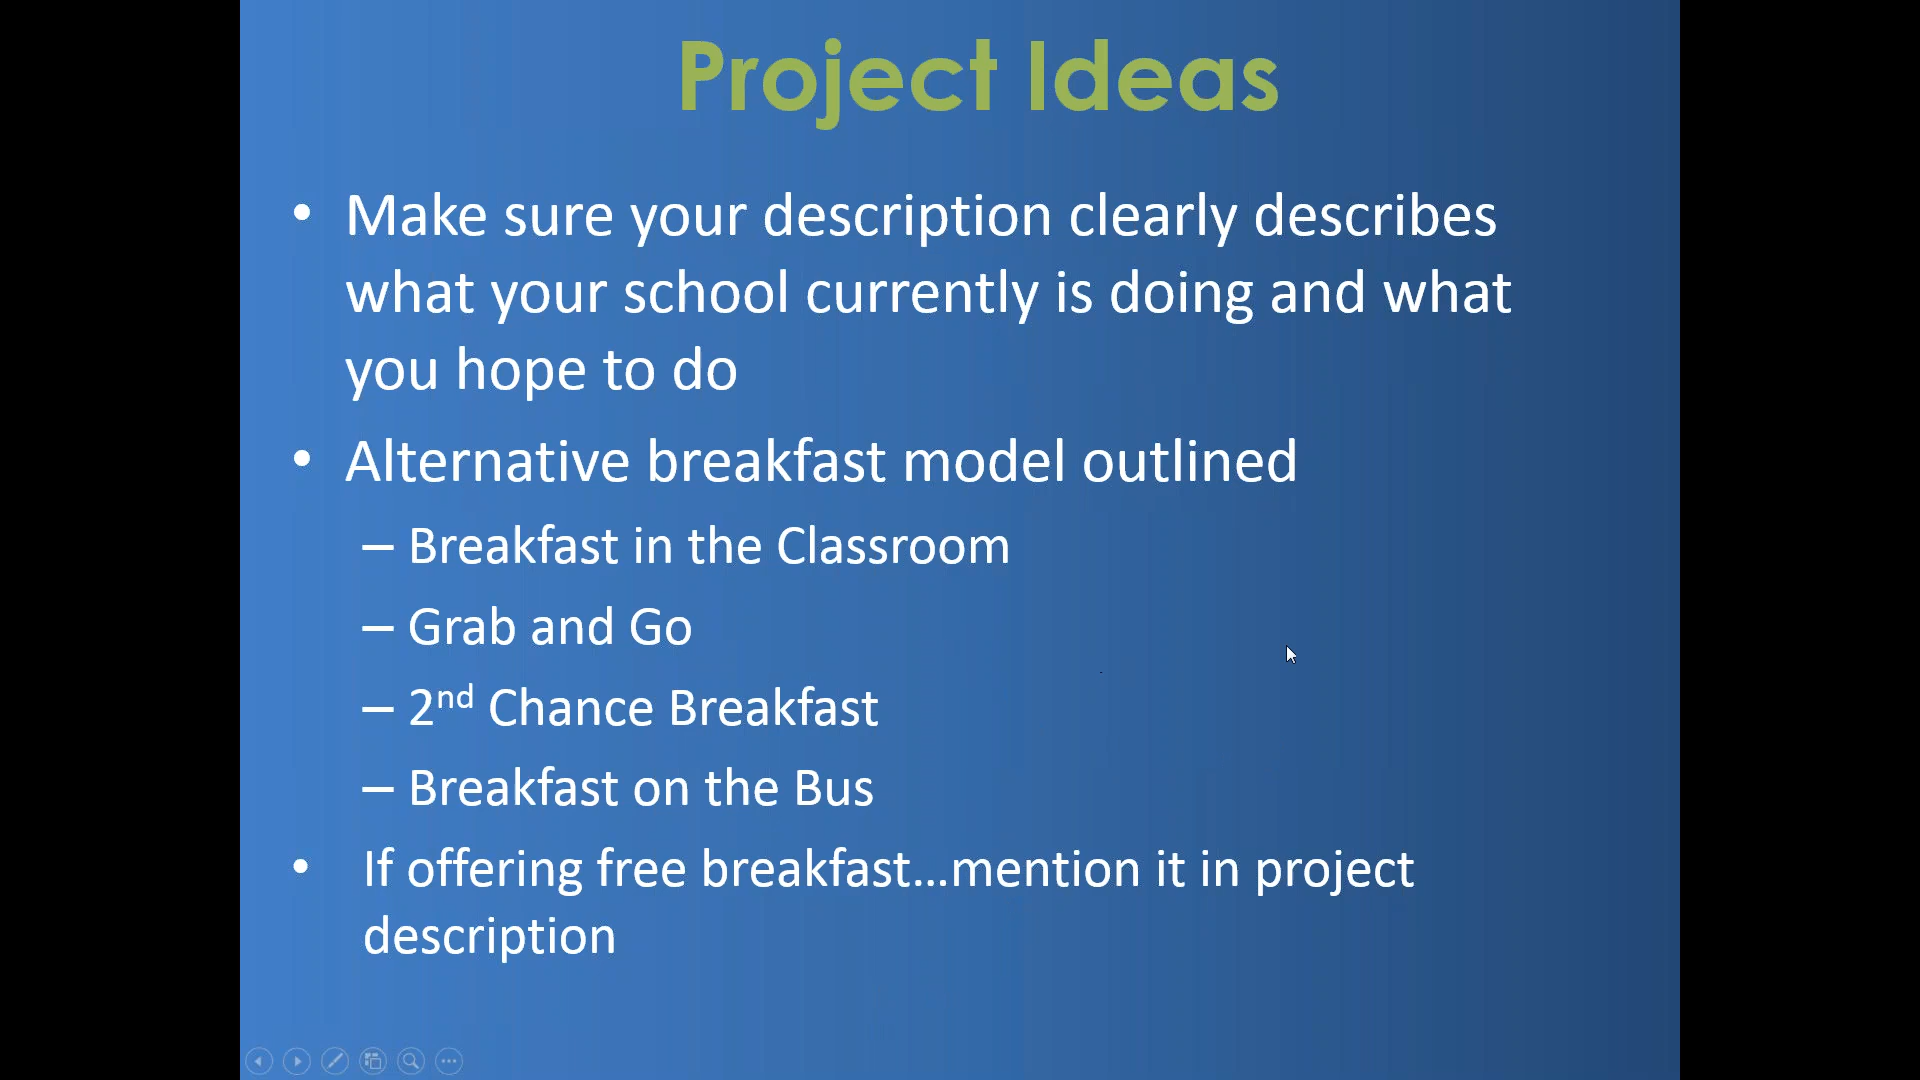 Project Ideas
• Make sure your description clearly describes
what your school currently is doing and what
you hope to do
• Alternative breakfast model outlined
– Breakfast in the Classroom
– Grab and Go
– 2nd Chance Breakfast
– Breakfast on the Bus
• If offering free breakfast...mention it in project
description